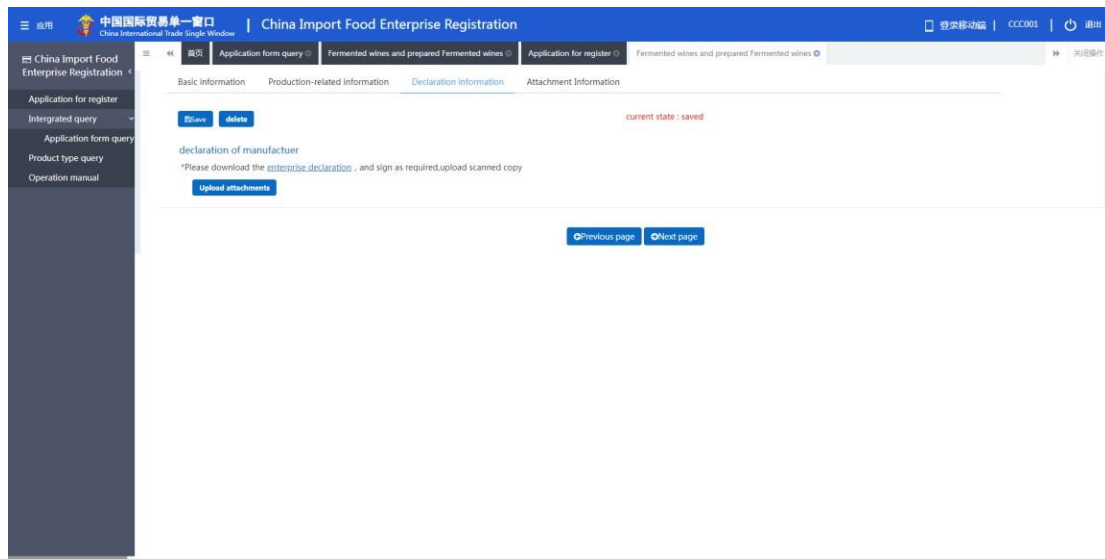 应用
中国国际贸易单一窗口
China International Trade Single Window
China Import Food Enterprise Registration
登录移动端
CCC001
退出
China Import Food
Enterprise Registration
Application for register
Intergrated query
Application form query
Product type query
Operation manual
首页
Application form query
Fermented wines and prepared Fermented wines
Application for register
Fermented wines and prepared Fermented wines
关闭操作
Basic information
Production-related information
Declaration information
Attachment Information
Save
delete
current state : saved
declaration of manufactuer
*Please download the enterprise declaration , and sign as required,upload scanned copy
Upload attachments
Previous page
Next page